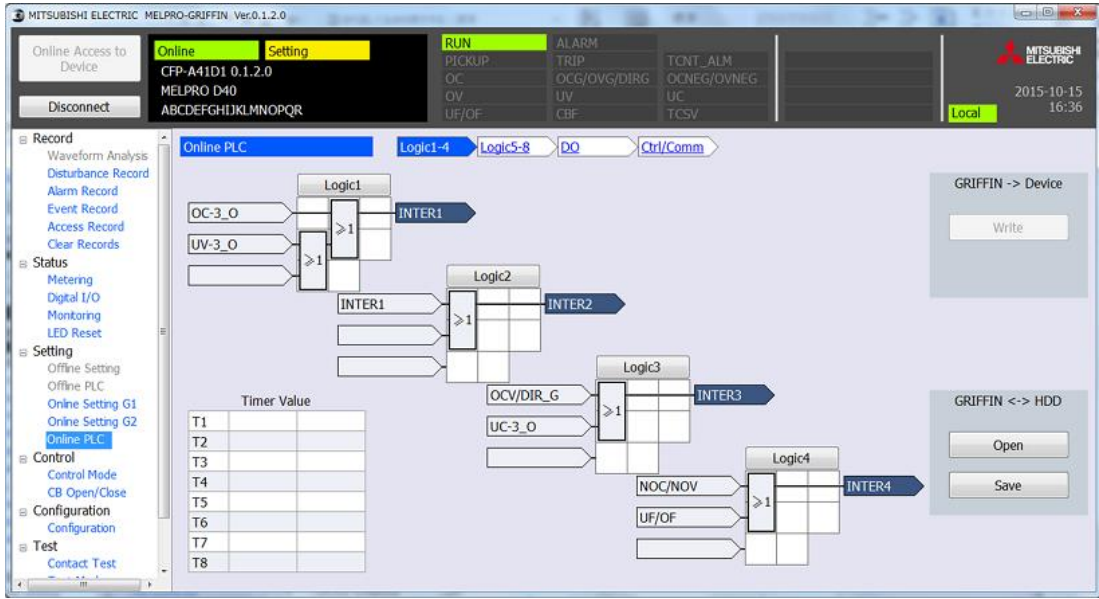 MITSUBISHI ELECTRIC MELPRO-GRIFFIN Ver.0.1.2.0
Online Access to
Device
Disconnect
Online Setting
CFP-A41D1 0.1.2.0
MELPRO D40
ABCDEFGHIJKLMNOPQR
RUN ALARM
PICKUP TRIP TCNT_ALM
OC OCG/OVG/DIRG OCNEG/OVNEG
OV UV UC
UF/OF CBF TCSV
MITSUBISHI
ELECTRIC
2015-10-15
16:36
Local
Record
Waveform Analysis
Disturbance Record
Alarm Record
Event Record
Access Record
Clear Records
Status
Metering
Digital I/O
Monitoring
LED Reset
Setting
Offline Setting
Offline PLC
Online Setting G1
Online Setting G2
Online PLC
Control
Control Mode
CB Open/Close
Configuration
Configuration
Test
Contact Test
Online PLC
Logic1-4 Logic5-8 DO Ctrl/Comm
Logic1
OC-3_O
UV-3_O
≥1
≥1
INTER1
Logic2
INTER1
≥1
INTER2
Logic3
OCV/DIR_G
UC-3_O
≥1
INTER3
Logic4
NOC/NOV
UF/OF
≥1
INTER4
Timer Value
T1
T2
T3
T4
T5
T6
T7
T8
GRIFFIN -> Device
Write
GRIFFIN <-> HDD
Open
Save